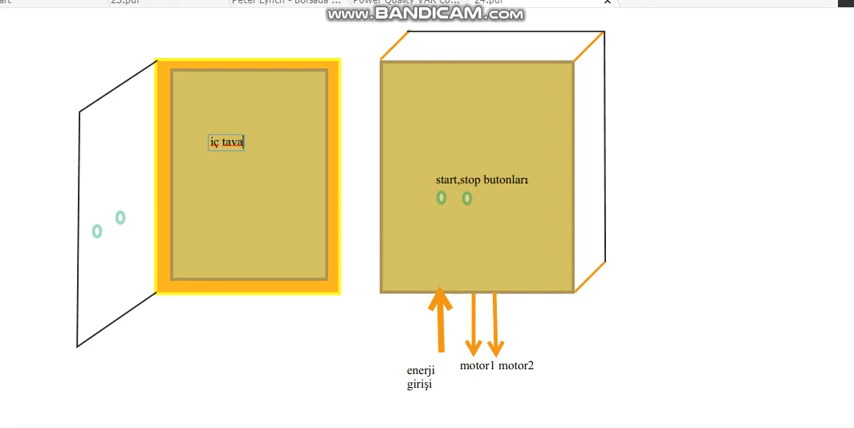 23.pdf
Peter Lynch - Borsada ...
Power Quality VAR Co...
24.pdf
www.BANDICAM.com
iç tava
start,stop butonları
enerji
girişi
motor1 motor2